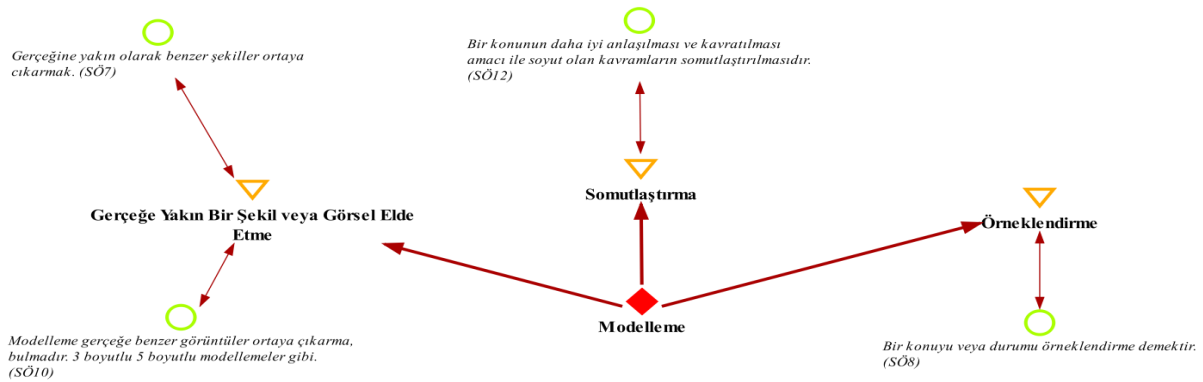 Gerçeğine yakın olarak benzer şekiller ortaya
cıkarmak. (SÖ7)
Bir konunun daha iyi anlaşılması ve kavratılması
amacı ile soyut olan kavramların somutlaştırılmasıdır.
(SÖ12)
Gerçeğe Yakın Bir Şekil veya Görsel Elde
Etme
Somutlaştırma
Örneklendirme
Modelleme
Modelleme gerçeğe benzer görüntüler ortaya çıkarma,
bulmadır. 3 boyutlu 5 boyutlu modellemeler gibi.
(SÖ10)
Bir konuyu veya durumu örneklendirme demektir.
(SÖ8)